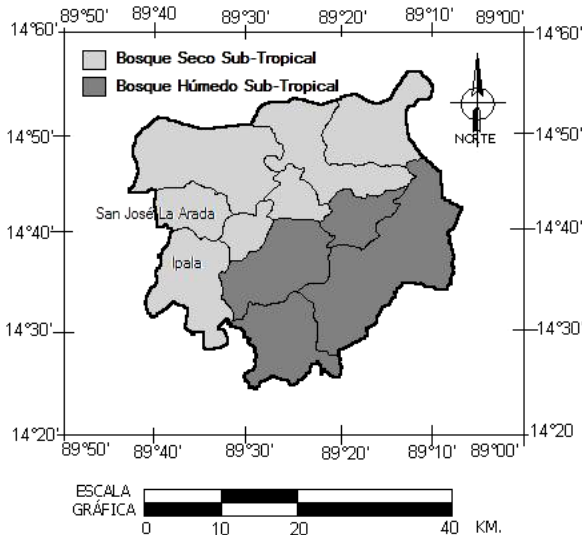 89°50' 89°40' 89°30' 89°20' 89°10' 89°00'
14°60' 14°60'
Bosque Seco Sub-Tropical
Bosque Húmedo Sub-Tropical
NORTE
14°50' 14°50'
San José La Arada
14°40' 14°40'
Ipala
14°30' 14°30'
14°20' 14°20
89°50' 89°40' 89°30' 89°20' 89°10' 89°00'
ESCALA
GRÁFICA
0 10 20 40 KM.